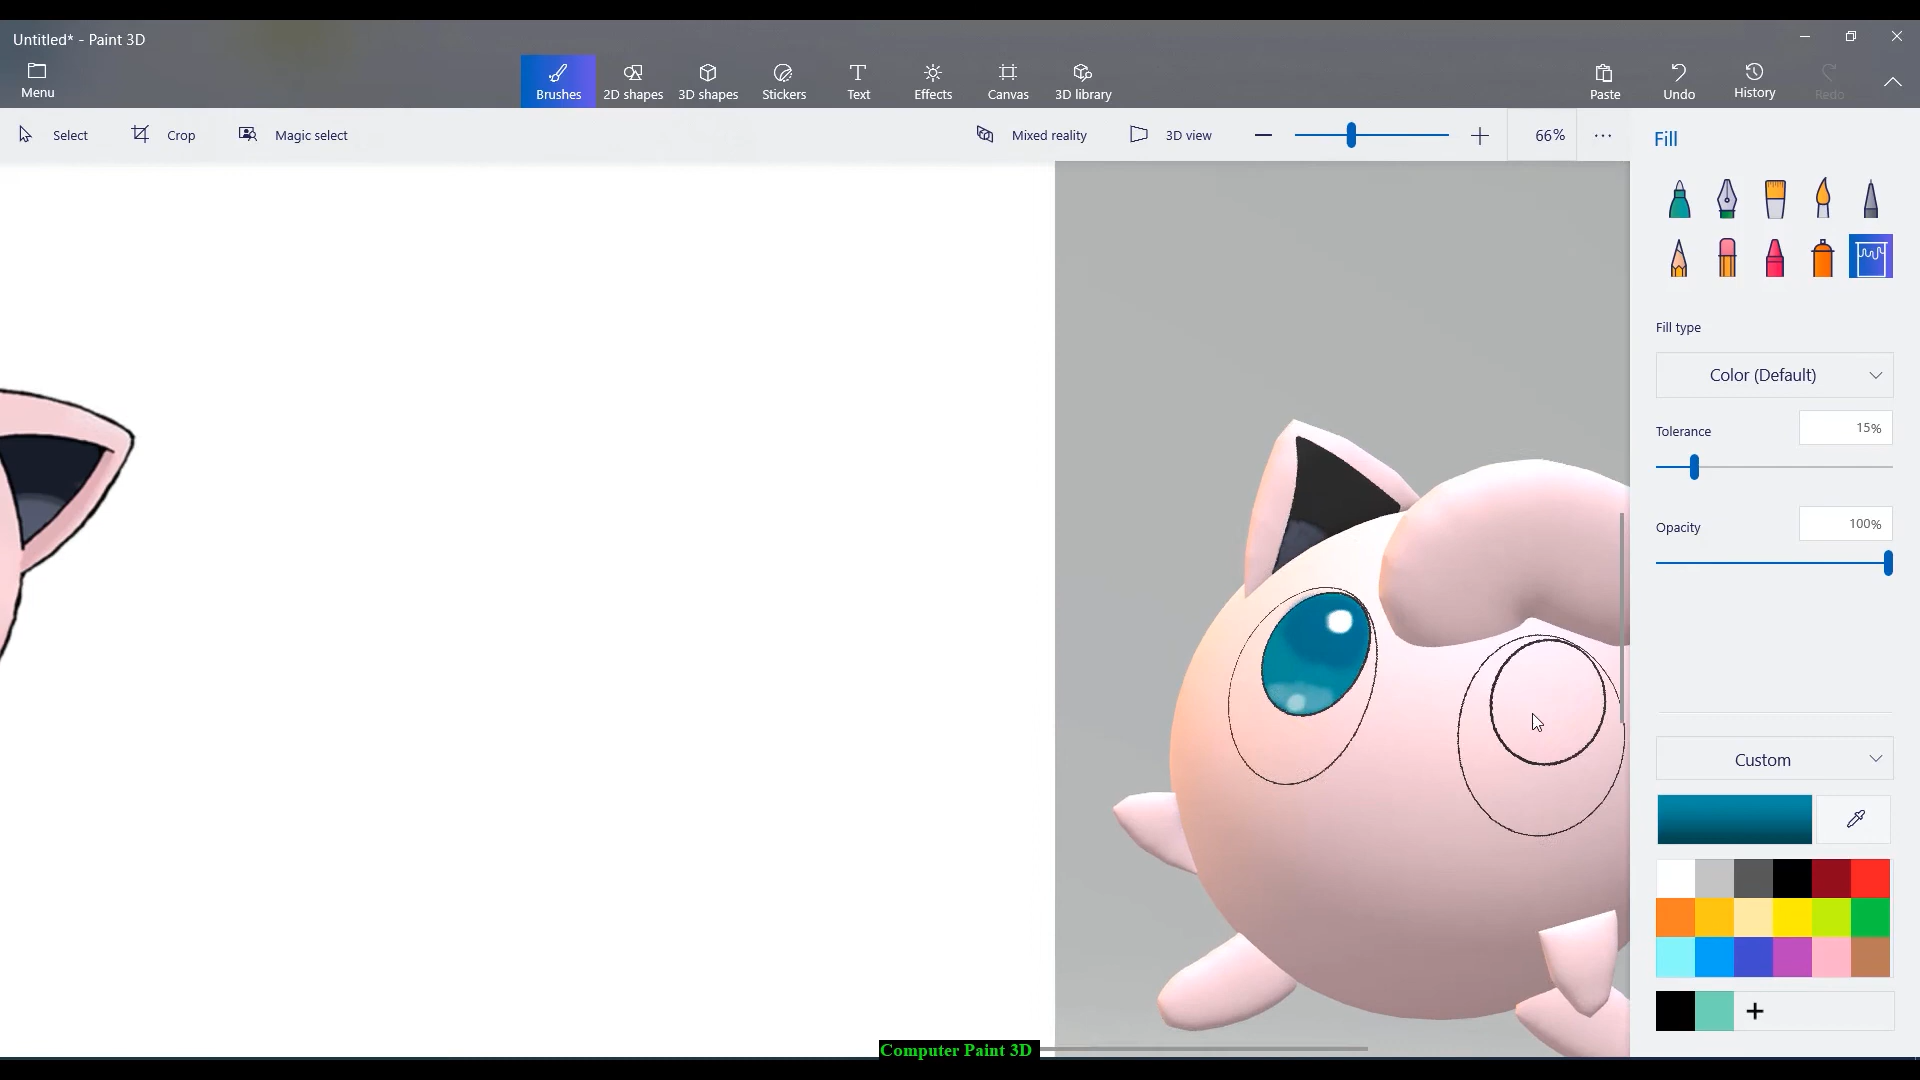 Untitled* - Paint 3D
Menu
Brushes
2D shapes
3D shapes
Stickers
Text
Effects
Canvas
3D library
Paste
Undo
History
Redo
Select
Crop
Magic select
Mixed reality
3D view
66%
Fill
Fill type
Color (Default)
Tolerance
15%
Opacity
100%
Custom
Computer Paint 3D